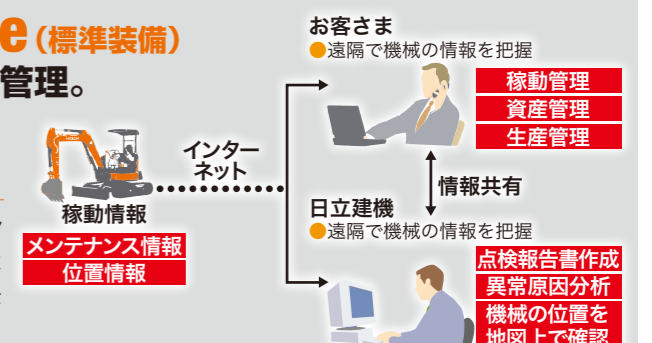 e（標準装備）
管理。
お客さま
●遠隔で機械の情報を把握
稼動管理
資産管理
生産管理
インター
ネット
情報共有
稼動情報
メンテナンス情報
位置情報
日立建機
●遠隔で機械の情報を把握
点検報告書作成
異常原因分析
機械の位置を
地図上で確認